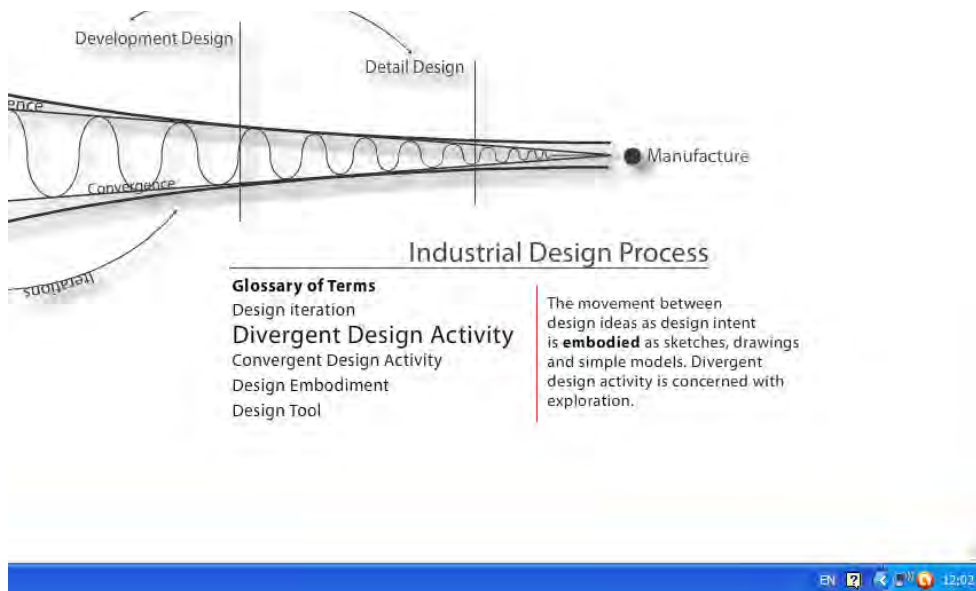 Development Design
Detail Design
ence
Manufacture
Convergence
Industrial Design Process
Iterations
Glossary of Terms
Design iteration
Divergent Design Activity
Convergent Design Activity
Design Embodiment
Design Tool
The movement between
design ideas as design intent
is embodied as sketches, drawings
and simple models. Divergent
design activity is concerned with
exploration.
EN ? 12:02